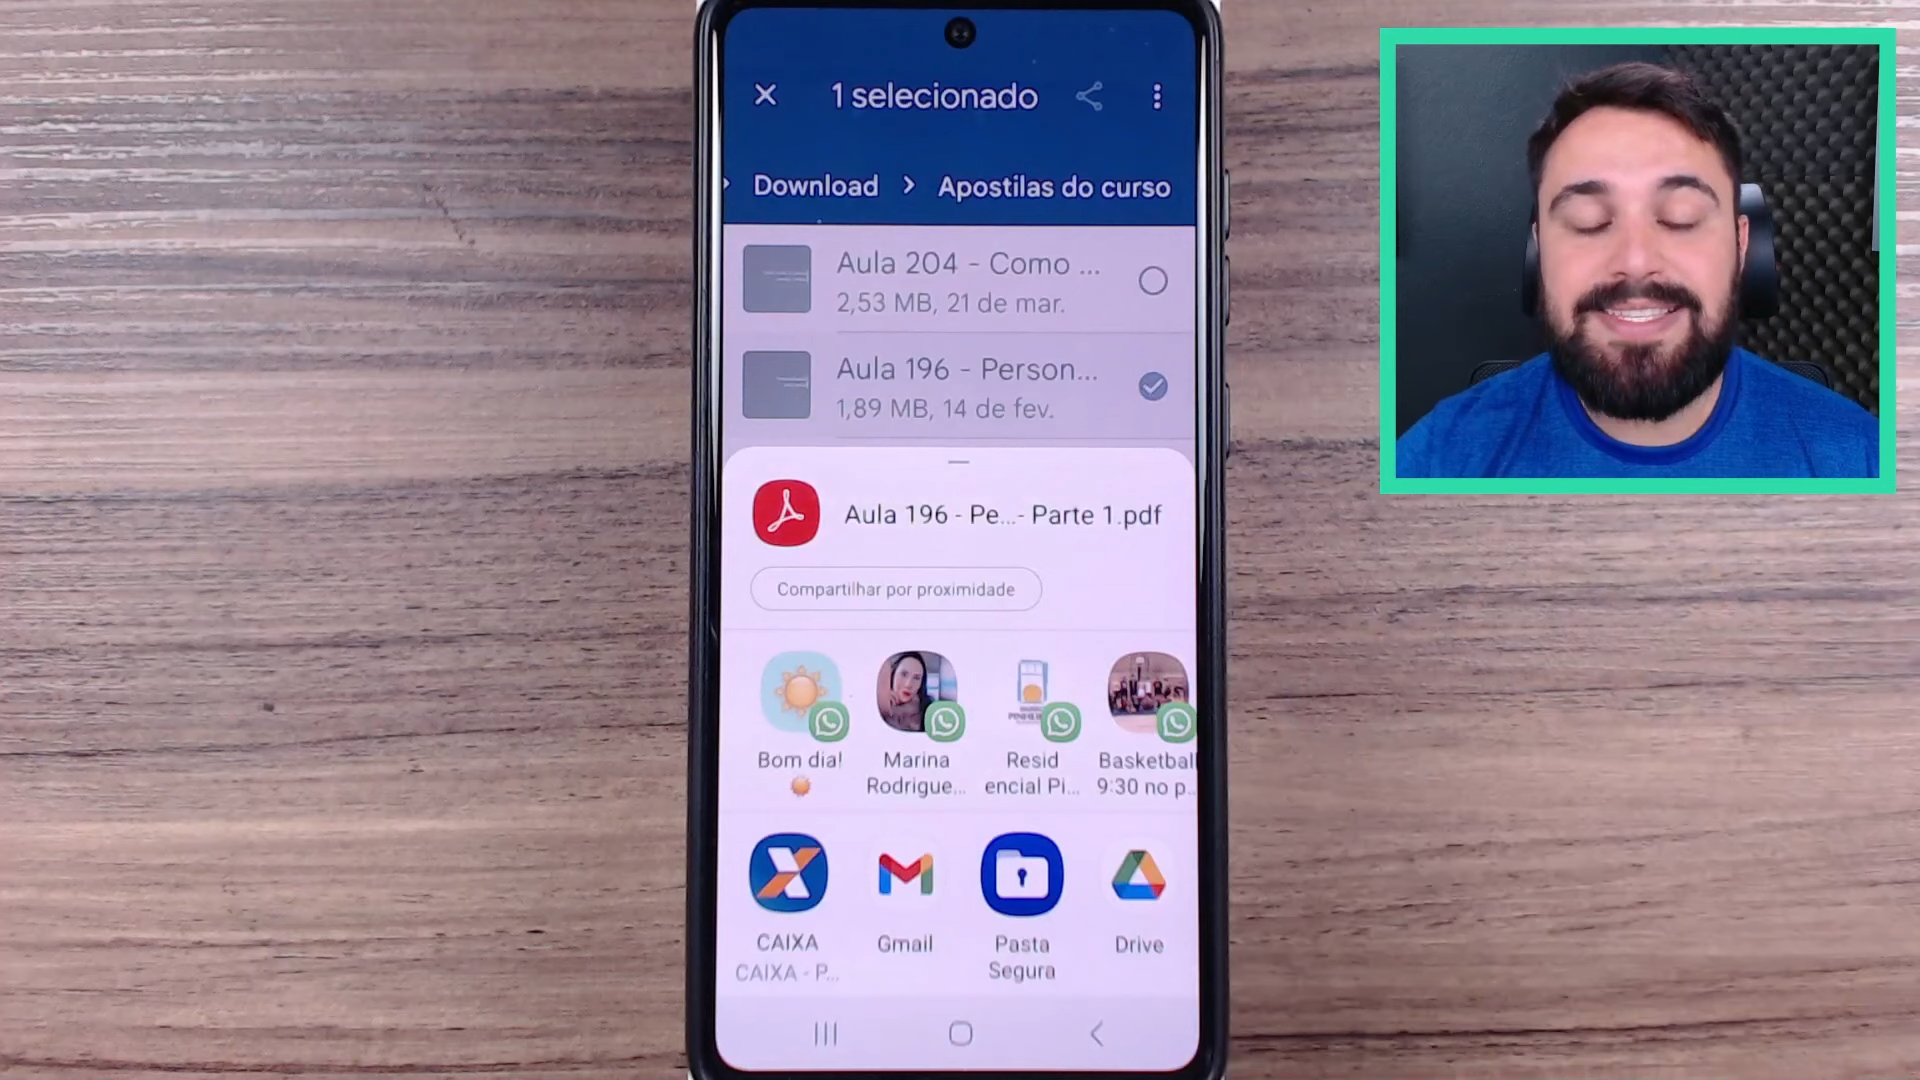 1 selecionado
Download > Apostilas do curso
Aula 204 - Como ...
2,53 MB, 21 de mar.
Aula 196 - Person...
1,89 MB, 14 de fev.
Aula 196 - Pe...- Parte 1.pdf
Compartilhar por proximidade
Bom dia!
Marina
Rodrigue...
Resid
encial Pi...
Basketball
9:30 no p...
CAIXA
CAIXA - P...
Gmail
Pasta
Segura
Drive